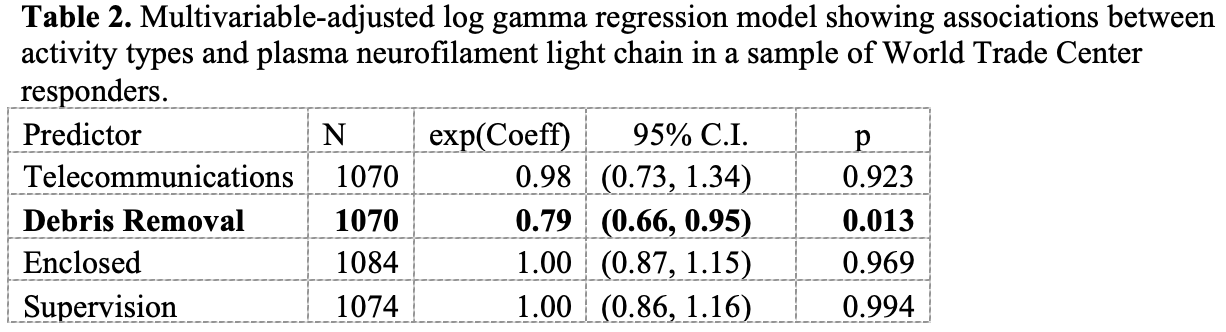 Table 2. Multivariable-adjusted log gamma regression model showing associations between
activity types and plasma neurofilament light chain in a sample of World Trade Center
responders.
Predictor N exp(Coeff) 95% C.I. p
Telecommunications 1070 0.98 (0.73, 1.34) 0.923
Debris Removal 1070 0.79 (0.66, 0.95) 0.013
Enclosed 1084 1.00 (0.87, 1.15) 0.969
Supervision 1074 1.00 (0.86, 1.16) 0.994